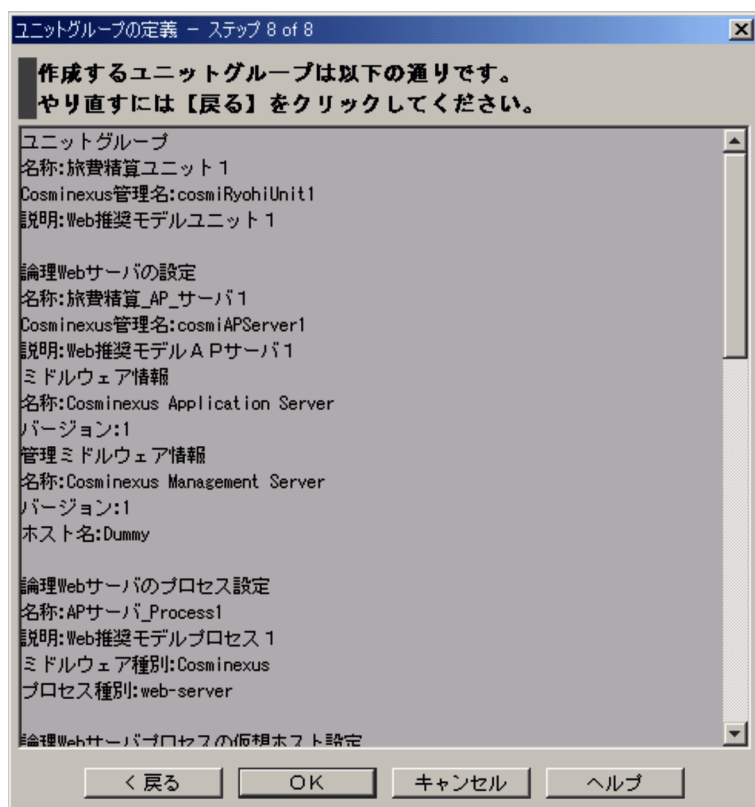 ユニットグループの定義 － ステップ 8 of 8
作成するユニットグループは以下の通りです。
やり直すには【戻る】をクリックしてください。
ユニットグループ
名称:旅費精算ユニット１
Cosminexus管理名:cosmiRyohiUnit1
説明:Web推奨モデルユニット１
論理Webサーバの設定
名称:旅費精算_AP_サーバ１
Cosminexus管理名:cosmiAPServer1
説明:Web推奨モデルＡＰサーバ１
ミドルウェア情報
名称:Cosminexus Application Server
バージョン:1
管理ミドルウェア情報
名称:Cosminexus Management Server
バージョン:1
ホスト名:Dummy
論理Webサーバのプロセス設定
名称:APサーバ_Process1
説明:Web推奨モデルプロセス１
ミドルウェア種別:Cosminexus
プロセス種別:web-server
論理Webサーバプロセスの仮想ホスト設定
< 戻る
ＯＫ
キャンセル
ヘルプ